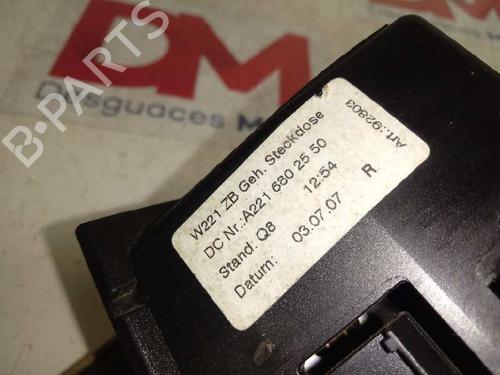 DM
Desguaces M
B-PARTS
W221 ZB Geh. Steckdose
DC Nr.:A221 680 25 50
Stand: Q8 12:54
Datum: 03.07.07 R
Art.:92803